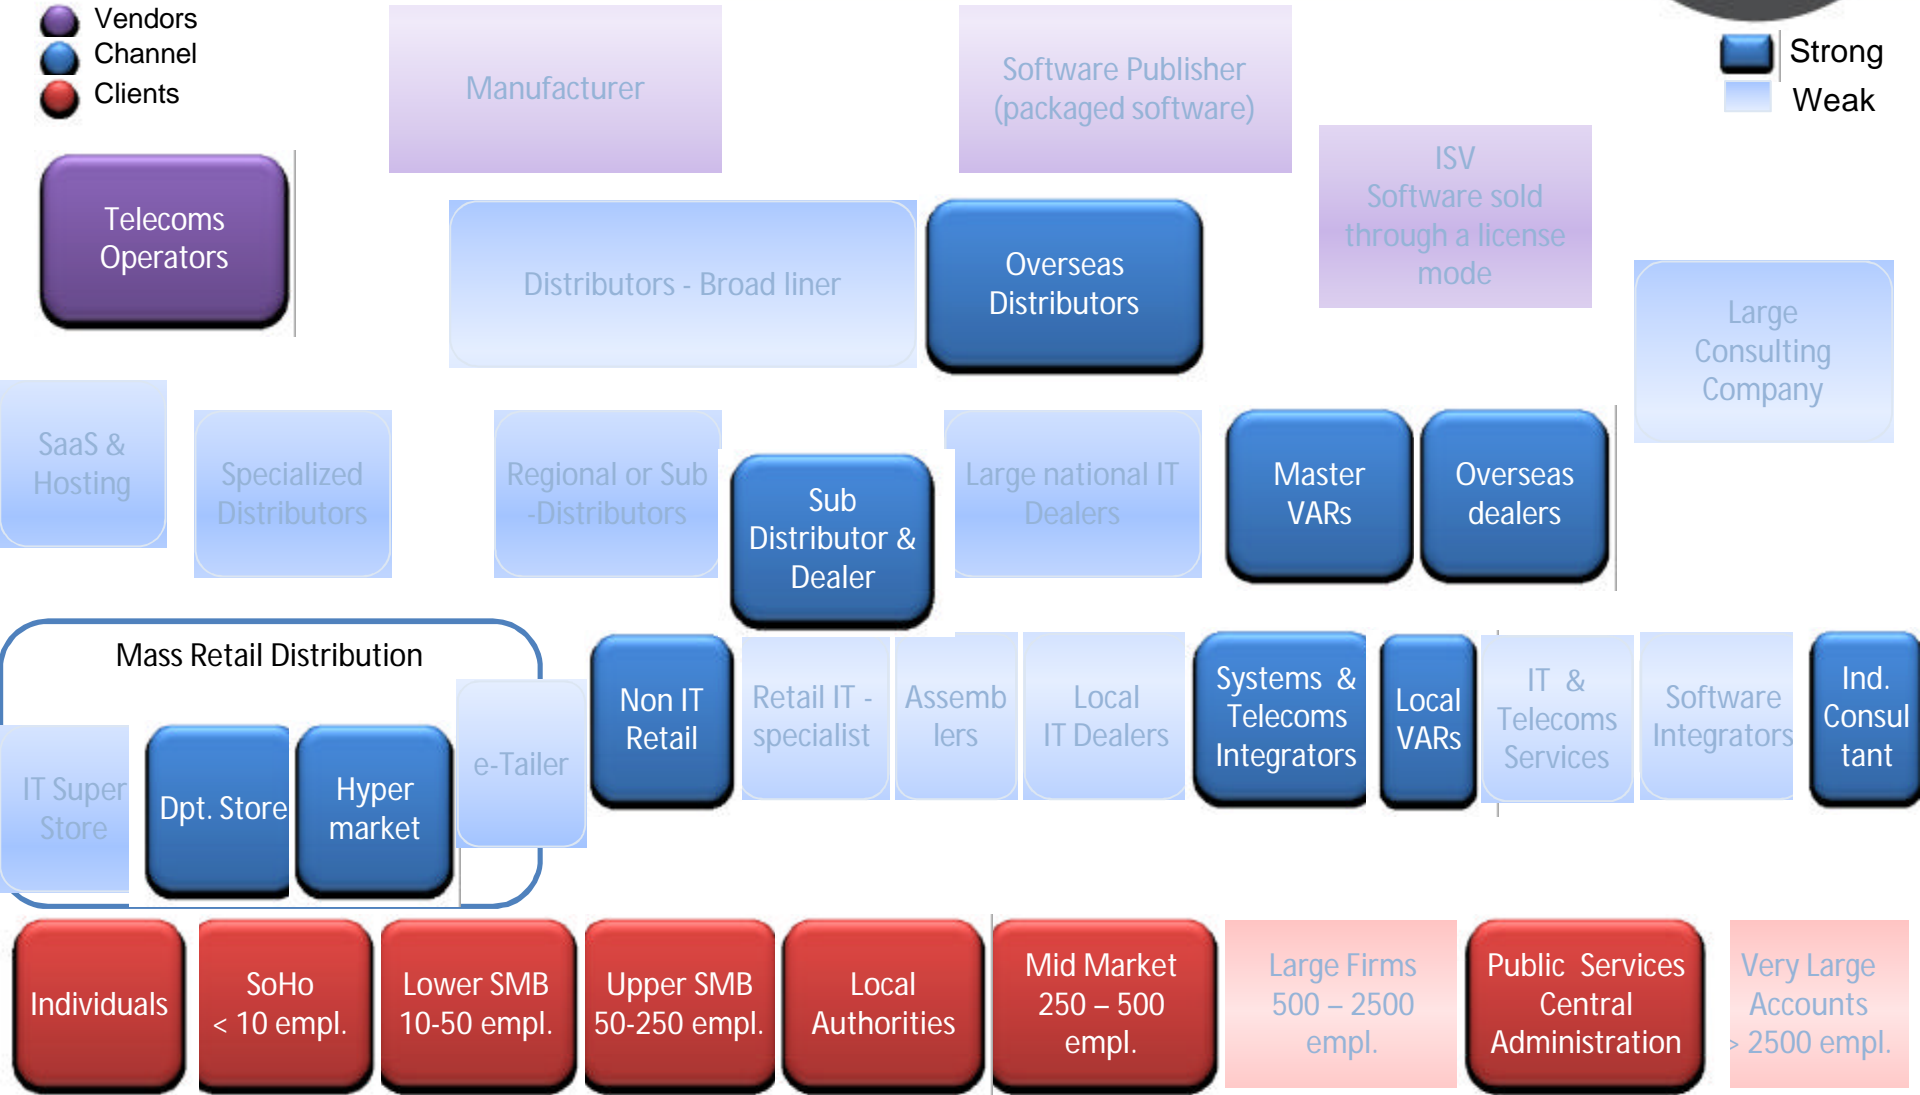 Vendors
Channel
Clients
Strong
Weak
Manufacturer
Software Publisher
(packaged software)
ISV
Software sold
through a license
mode
Telecoms
Operators
Distributors - Broad liner
Overseas
Distributors
Large
Consulting
Company
SaaS &
Hosting
Specialized
Distributors
Regional or Sub
-Distributors
Sub
Distributor &
Dealer
Large national IT
Dealers
Master
VARs
Overseas
dealers
Mass Retail Distribution
IT Super
Store
Dpt. Store
Hyper
market
e-Tailer
Non IT
Retail
Retail IT -
specialist
Assemb
lers
Local
IT Dealers
Systems &
Telecoms
Integrators
Local
VARs
IT &
Telecoms
Services
Software
Integrators
Ind.
Consul
tant
Individuals
SoHo
< 10 empl.
Lower SMB
10-50 empl.
Upper SMB
50-250 empl.
Local
Authorities
Mid Market
250 – 500
empl.
Large Firms
500 – 2500
empl.
Public Services
Central
Administration
Very Large
Accounts
> 2500 empl.